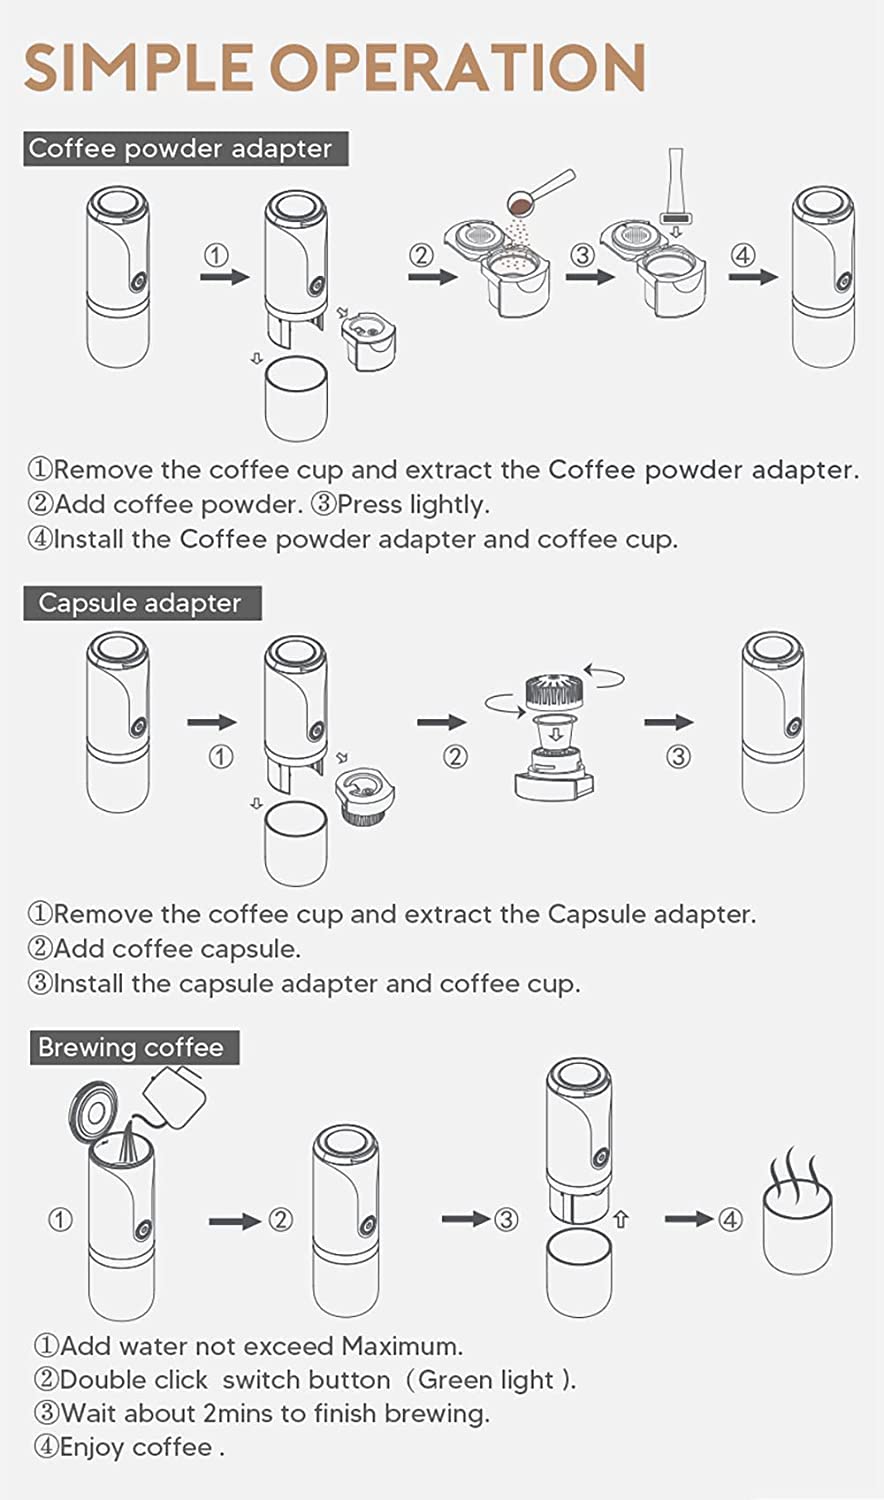 SIMPLE OPERATION
Coffee powder adapter
① ② ③ ④
①Remove the coffee cup and extract the Coffee powder adapter.
②Add coffee powder. ③Press lightly.
④Install the Coffee powder adapter and coffee cup.
Capsule adapter
① ② ③
①Remove the coffee cup and extract the Capsule adapter.
②Add coffee capsule.
③Install the capsule adapter and coffee cup.
Brewing coffee
① ② ③ ④
①Add water not exceed Maximum.
②Double click switch button (Green light ).
③Wait about 2mins to finish brewing.
④Enjoy coffee .